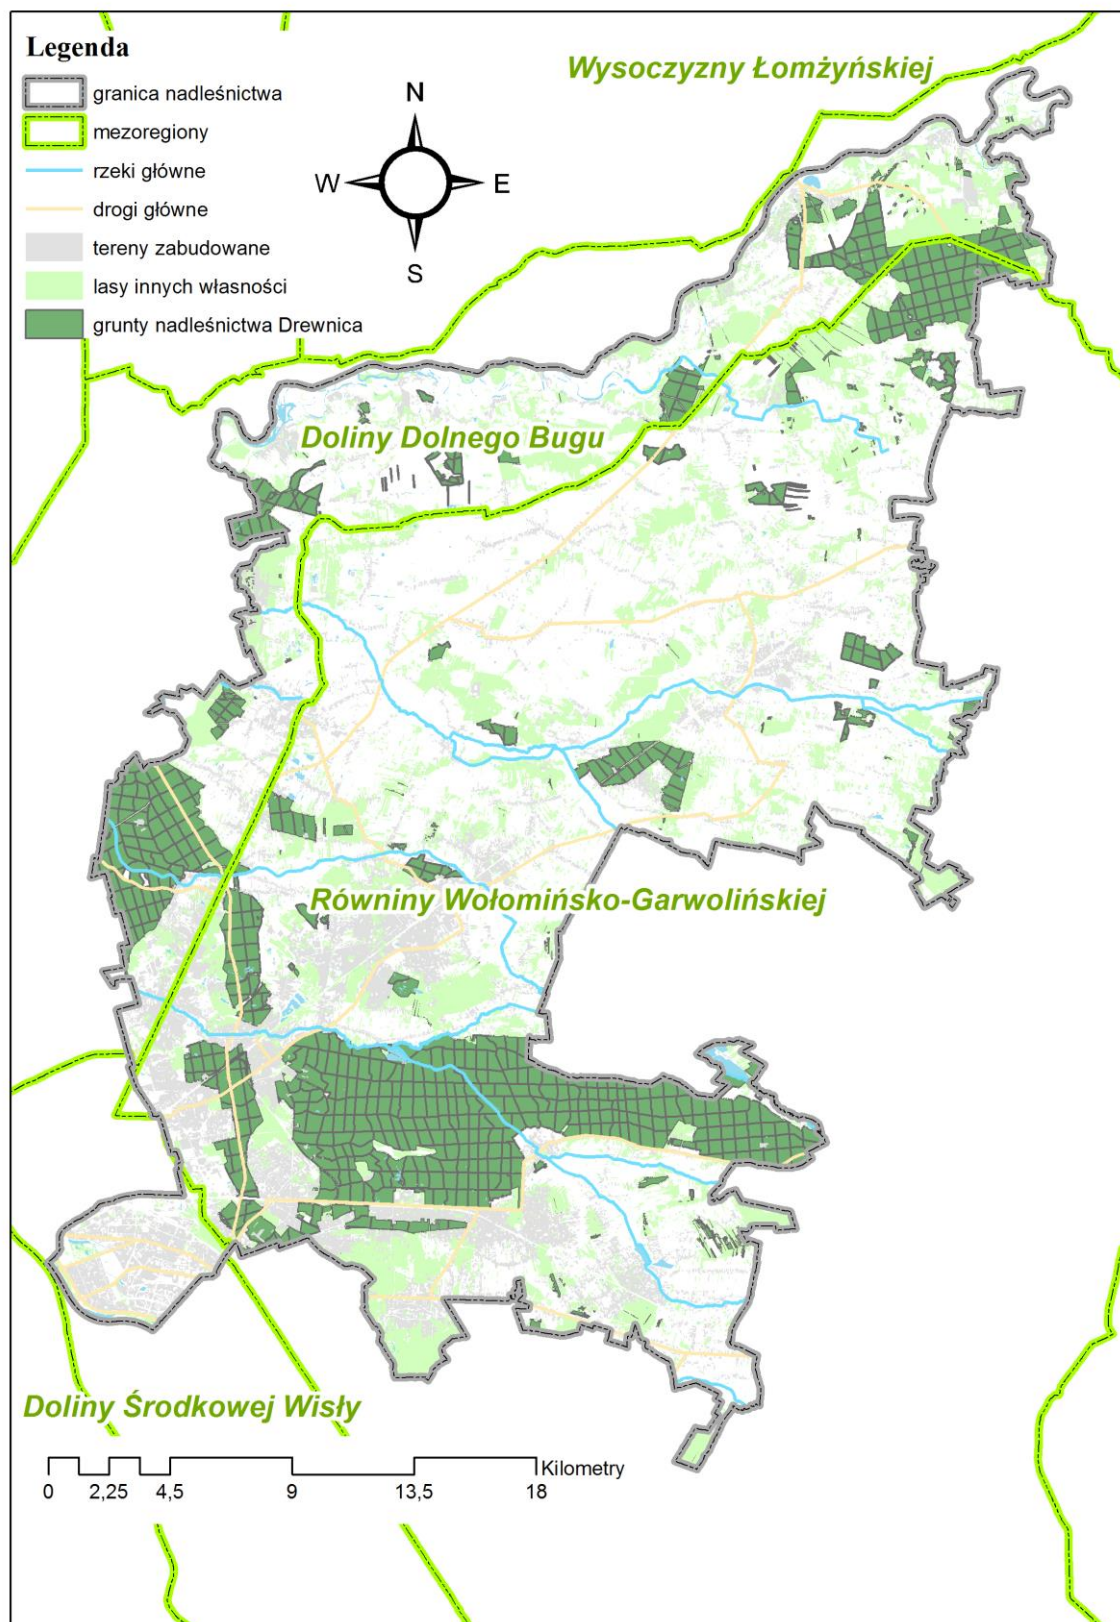 Legenda
granica nadleśnictwa
mezoregiony
rzeki główne
drogi główne
tereny zabudowane
lasy innych własności
grunty nadleśnictwa Drewnica
N
W
E
S
Wysoczyzny Łomżyńskiej
Doliny Dolnego Bugu
Równiny Wołomińsko-Garwolińskiej
Doliny Środkowej Wisły
Kilometry
0 2,25 4,5 9 13,5 18